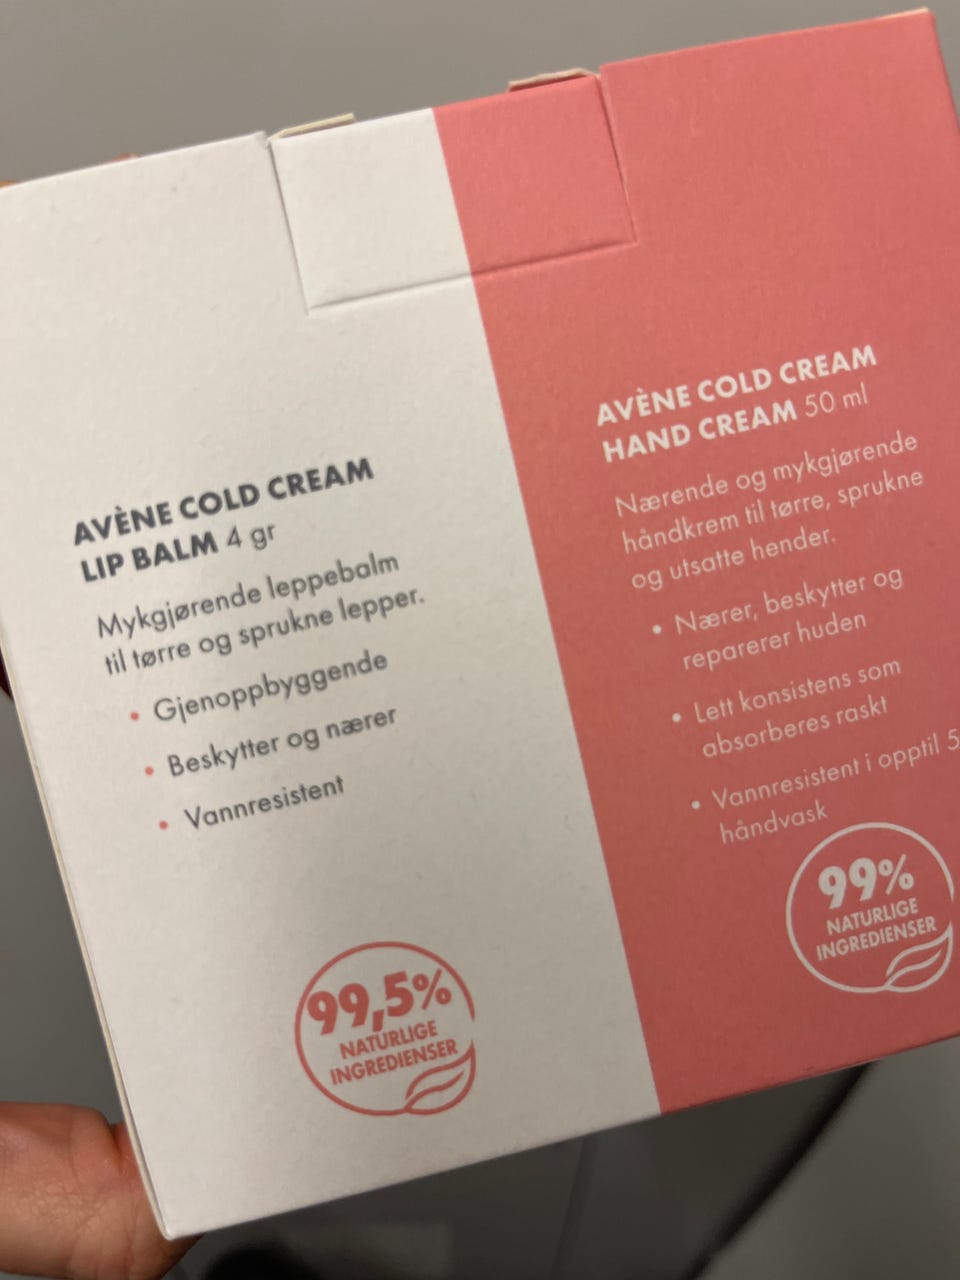 AVÈNE COLD CREAM
LIP BALM 4 gr
Mykgjørende leppebalm
til tørre og sprukne lepper.
• Gjenoppbyggende
• Beskytter og nærer
• Vannresistent
99,5%
NATURLIGE
INGREDIENSER
AVÈNE COLD CREAM
HAND CREAM 50 ml
Nærende og mykgjørende
håndkrem til tørre, sprukne
og utsatte hender.
• Nærer, beskytter og
reparerer huden
• Lett konsistens som
absorberes raskt
• Vannresistent i opptil 5
håndvask
99%
NATURLIGE
INGREDIENSER